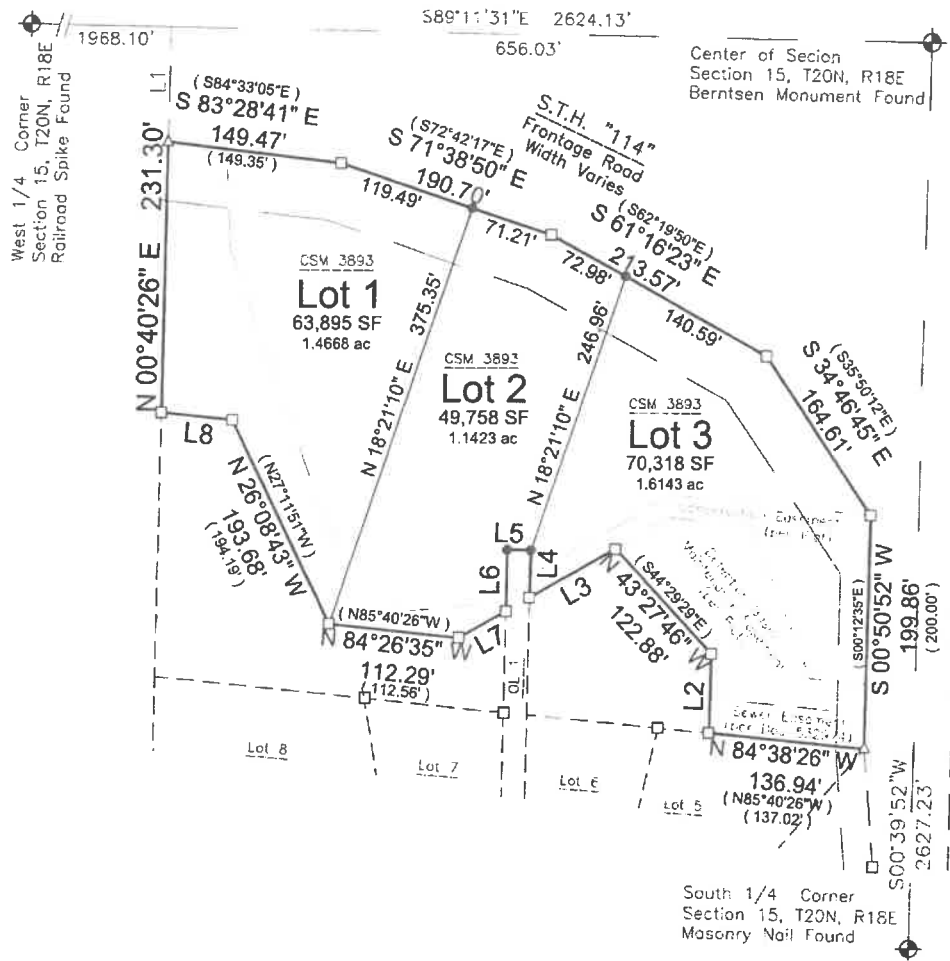 S89°11'31"E 2624.13'
1968.10'
656.03'
West 1/4 Corner
Section 15, T20N, R18E
Railroad Spike Found
Center of Secion
Section 15, T20N, R18E
Berntsen Monument Found
L1
(S84°33'05"E)
S 83°28'41" E
149.47'
(149.35')
(S72°42'17"E)
S 71°38'50" E
190.70'
119.49'
71.21'
S.T.H. "114"
Frontage Road
Width Varies
(S62°19'50"E)
S 61°16'23" E
213.57'
72.98'
140.59'
(S35°50'12"E)
S 34°46'45" E
164.61'
N 00°40'26" E 231.30'
CSM 3893
Lot 1
63,895 SF
1.4668 ac
N 18°21'10" E 375.35'
CSM 3893
Lot 2
49,758 SF
1.1423 ac
N 18°21'10" E 246.96'
CSM 3893
Lot 3
70,318 SF
1.6143 ac
L8
(N27°11'51"W)
N 26°08'43" W
193.68'
(194.19')
L5
L6
L4
L3
L7
Easement
(S44°29'29"E)
N 43°27'46" W
122.88'
(S00°12'35"E)
S 00°50'52" W
199.86'
(200.00')
(N85°40'26"W)
N 84°26'35" W
112.29'
(112.56')
OL 1
L2
Sewer Easement
N 84°38'26" W
136.94'
(N85°40'26"W)
(137.02')
Lot 8
Lot 7
Lot 6
Lot 5
S00°39'52"W
2627.23'
South 1/4 Corner
Section 15, T20N, R18E
Masonry Nail Found